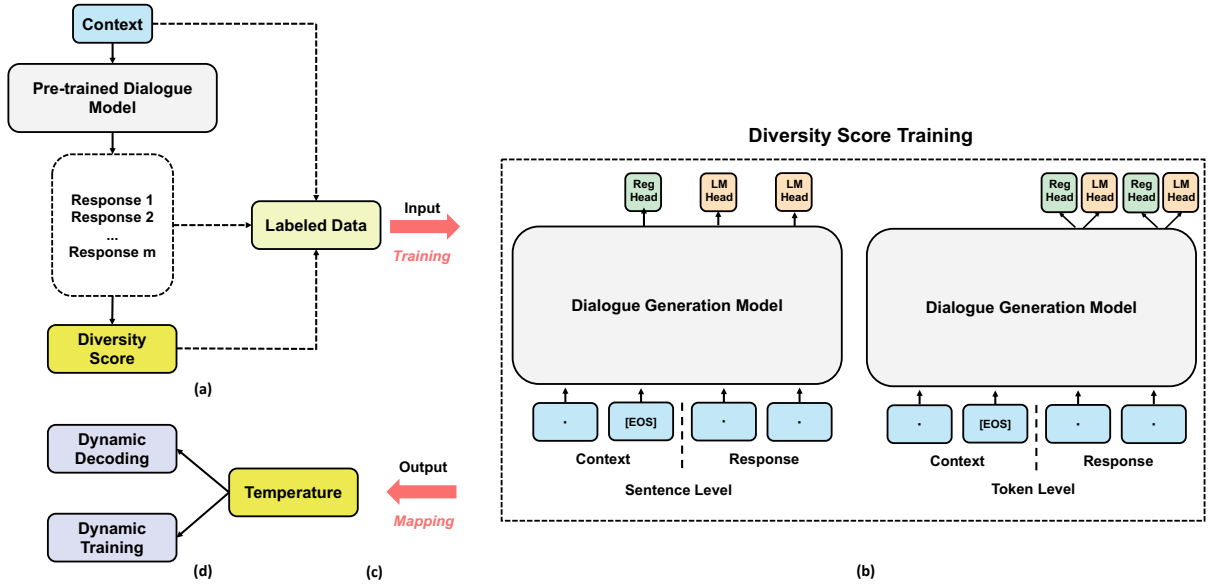 Context
Pre-trained Dialogue
Model
Response 1
Response 2
...
Response m
Diversity
Score
(a)
Labeled Data
Input
Training
Diversity Score Training
Reg
Head
LM
Head
LM
Head
Dialogue Generation Model
.
[EOS]
.
.
Context
Response
Sentence Level
Reg
Head
LM
Head
Reg
Head
LM
Head
Dialogue Generation Model
.
[EOS]
.
.
Context
Response
Token Level
(b)
Output
Mapping
(c)
Temperature
Dynamic
Decoding
Dynamic
Training
(d)